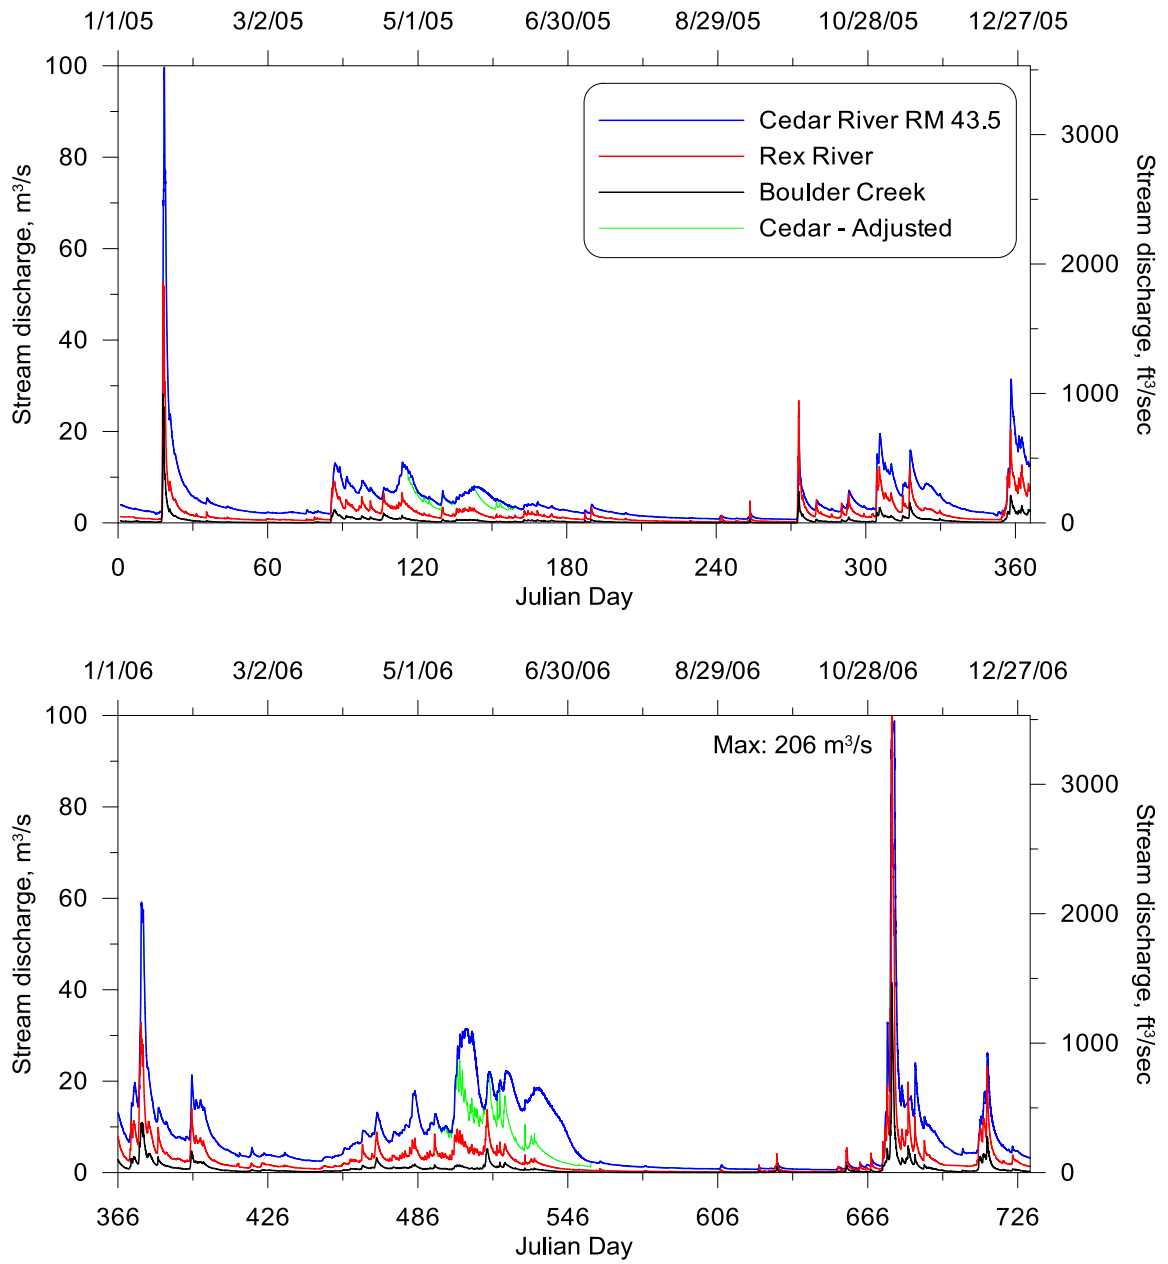 1/1/05 3/2/05 5/1/05 6/30/05 8/29/05 10/28/05 12/27/05
100
80
60
40
20
0
Stream discharge, m³/s
Cedar River RM 43.5
Rex River
Boulder Creek
Cedar - Adjusted
3000
2000
1000
0
Stream discharge, ft³/sec
0 60 120 180 240 300 360
Julian Day
1/1/06 3/2/06 5/1/06 6/30/06 8/29/06 10/28/06 12/27/06
100
80
60
40
20
0
Stream discharge, m³/s
Max: 206 m³/s
3000
2000
1000
0
Stream discharge, ft³/sec
366 426 486 546 606 666 726
Julian Day